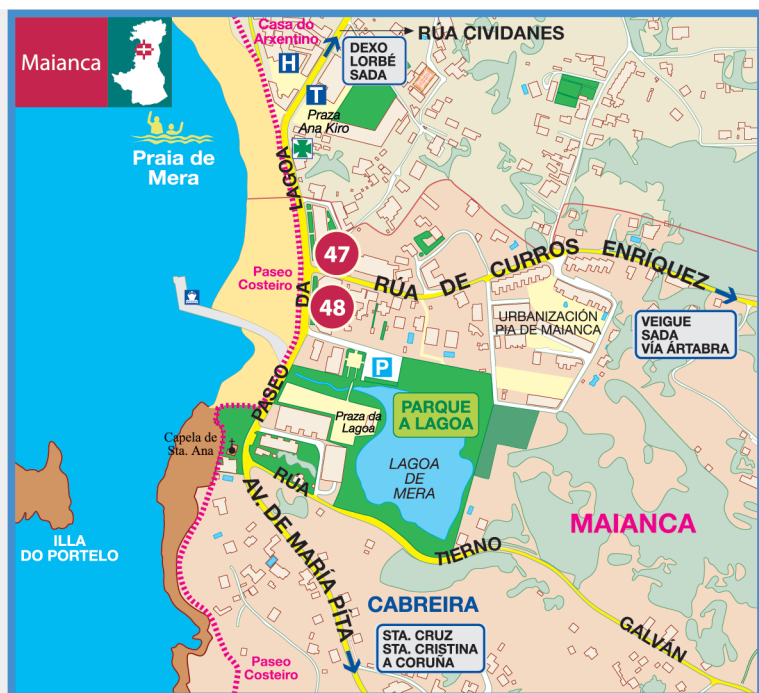 Maianca
Casa do
Arxentino
RÚA CIVIDANES
DEXO
LORBÉ
SADA
H
T
Praza
Ana Kiro
Praia de
Mera
PASEO DA LAGOA
47
Paseo
Costeiro
48
RÚA DE CURROS ENRÍQUEZ
URBANIZACIÓN
PIA DE MAIANCA
VEIGUE
SADA
VÍA ÁRTABRA
P
PARQUE
A LAGOA
Praza da
Lagoa
Capela de
Sta. Ana
LAGOA
DE
MERA
RÚA TIERNO GALVÁN
AV. DE MARÍA PITA
MAIANCA
ILLA
DO PORTELO
CABREIRA
STA. CRUZ
STA. CRISTINA
A CORUÑA
Paseo
Costeiro